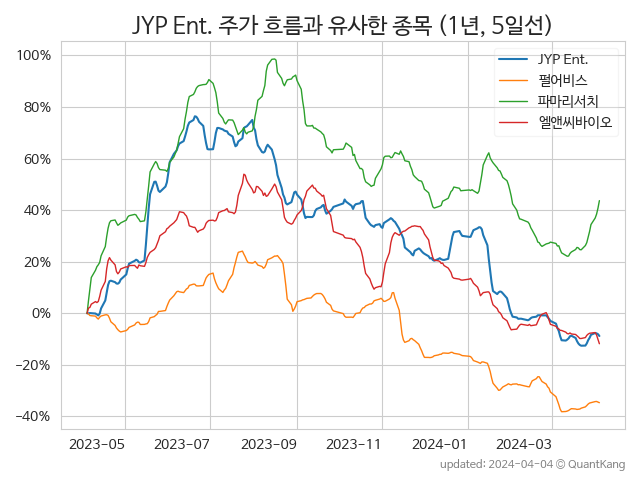 JYP Ent. 주가 흐름과 유사한 종목 (1년, 5일선)
JYP Ent.
펄어비스
파마리서치
엘앤씨바이오
100%
80%
60%
40%
20%
0%
−20%
−40%
2023-05 2023-07 2023-09 2023-11 2024-01 2024-03
updated: 2024-04-04 @ QuantKang